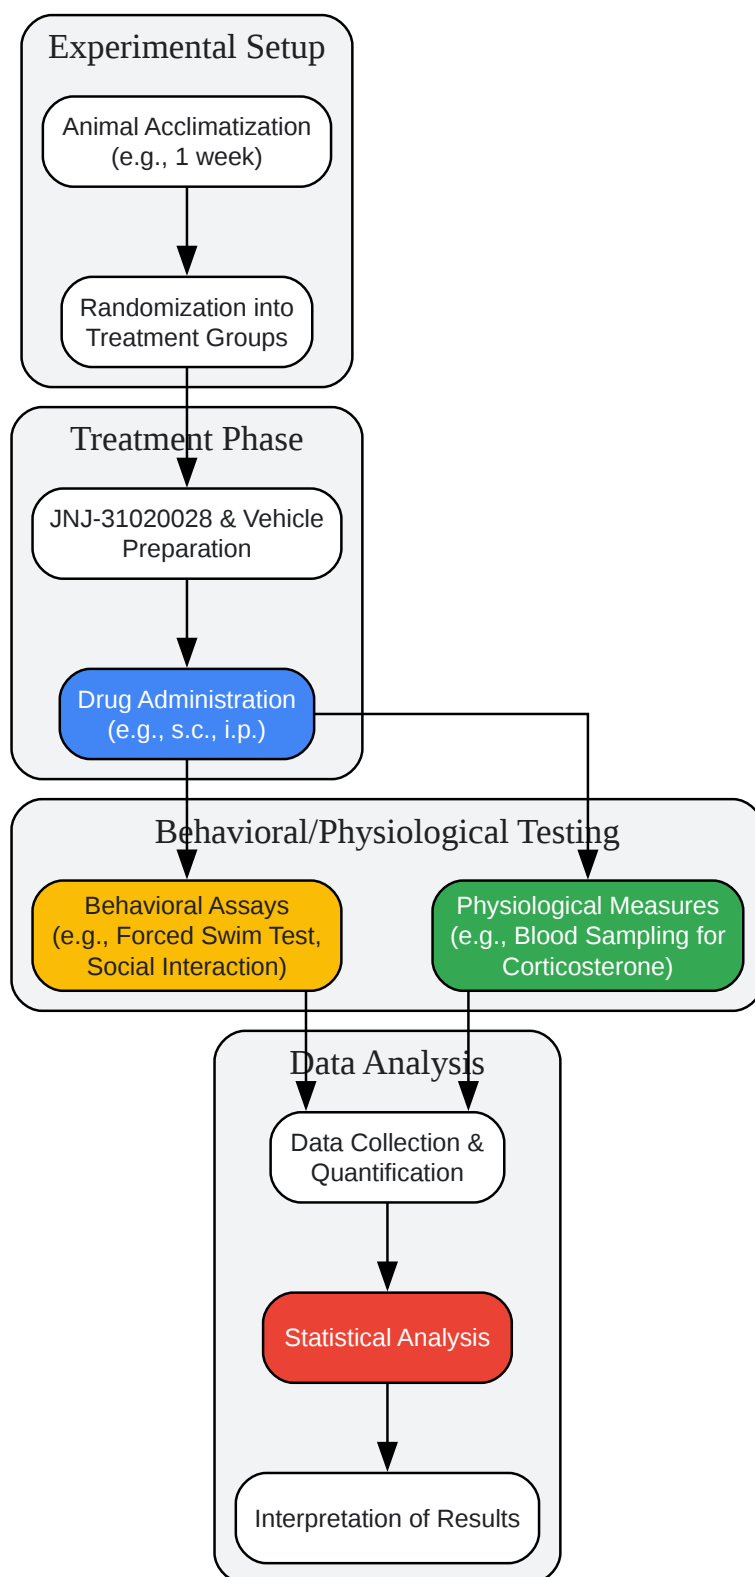 Experimental Setup
Animal Acclimatization
(e.g., 1 week)
Randomization into
Treatment Groups
Treatment Phase
JNJ-31020028 & Vehicle
Preparation
Drug Administration
(e.g., s.c., i.p.)
Behavioral/Physiological Testing
Behavioral Assays
(e.g., Forced Swim Test,
Social Interaction)
Physiological Measures
(e.g., Blood Sampling for
Corticosterone)
Data Analysis
Data Collection &
Quantification
Statistical Analysis
Interpretation of Results